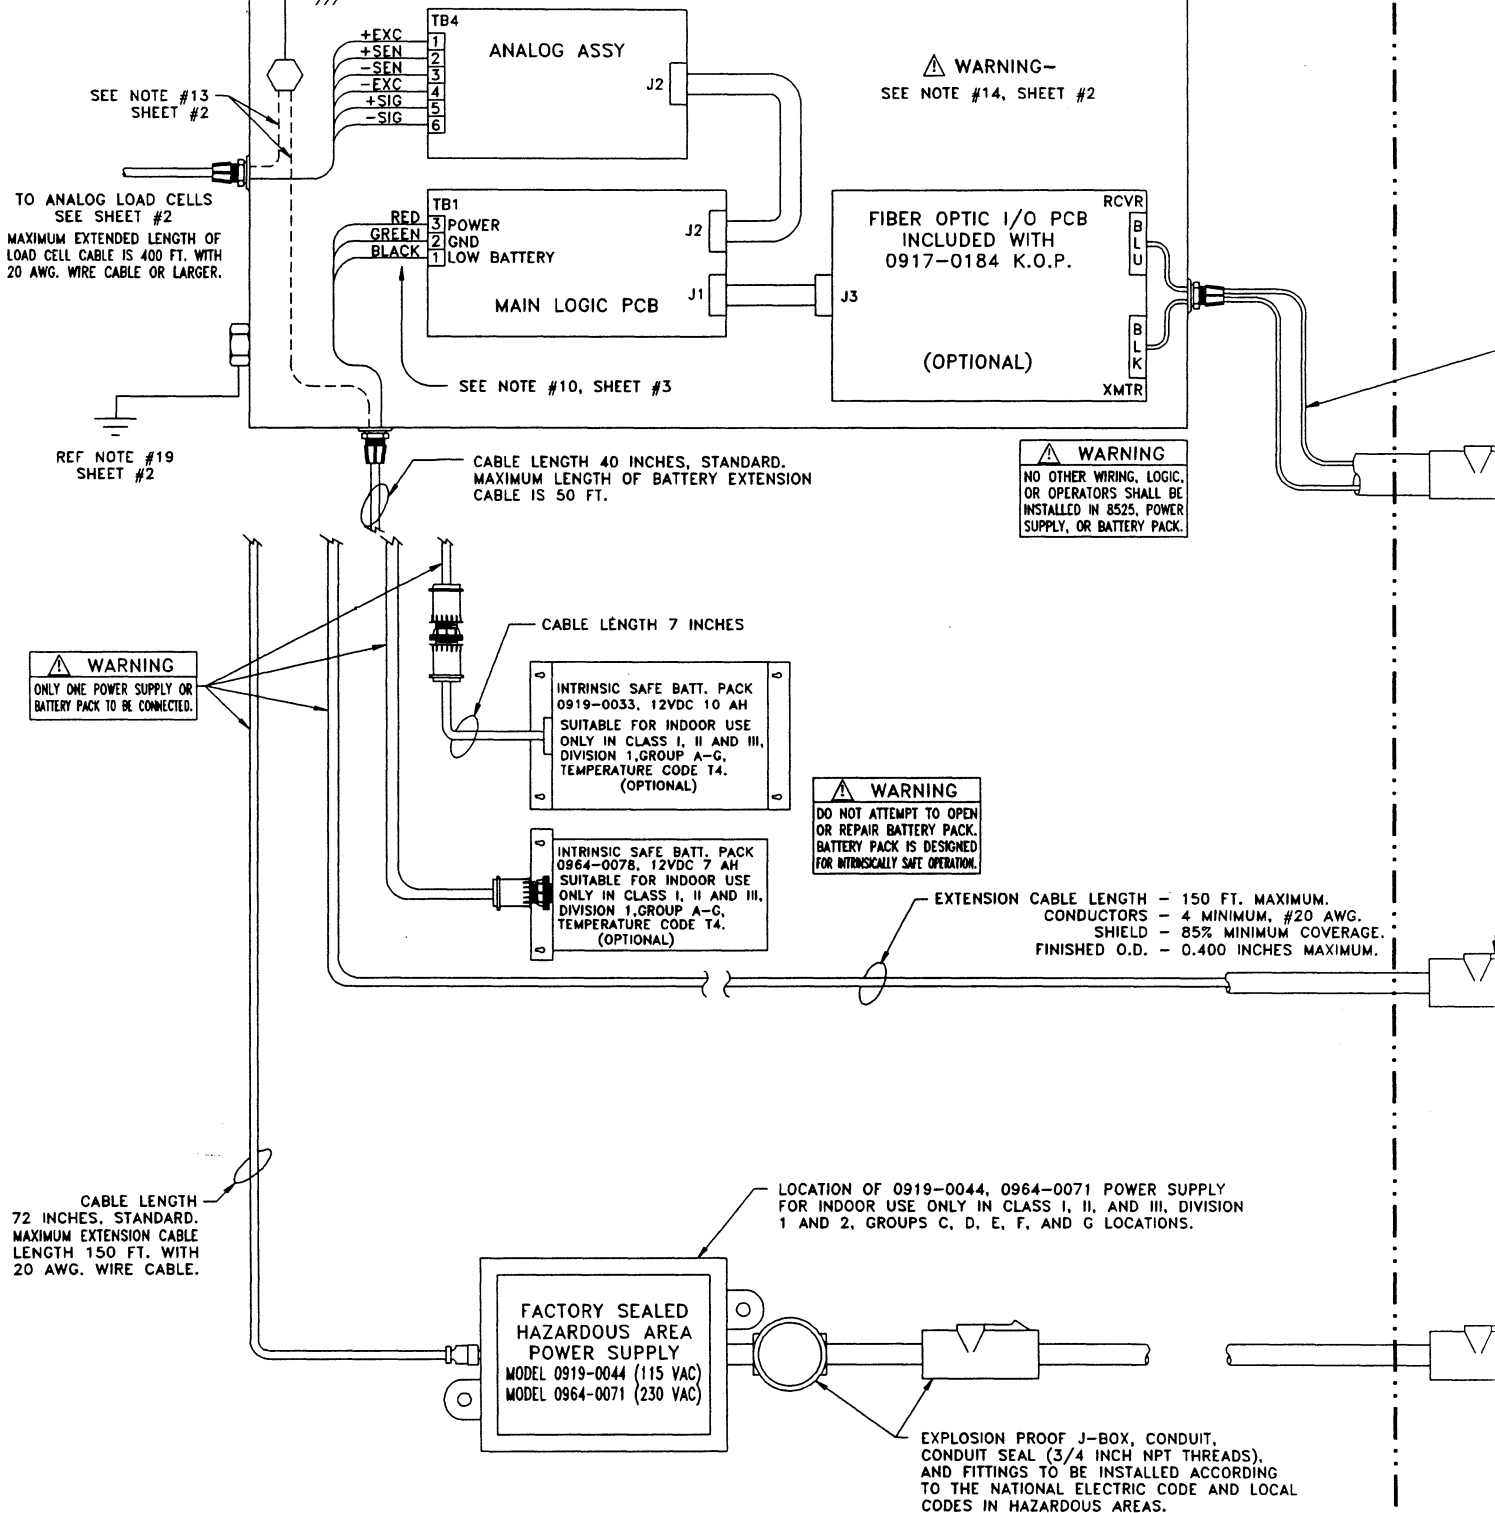 TB4
+EXC
+SEN
-SEN
-EXC
+SIG
-SIG
1
2
3
4
5
6
ANALOG ASSY
J2
⚠ WARNING-
SEE NOTE #14, SHEET #2
SEE NOTE #13
SHEET #2
TO ANALOG LOAD CELLS
SEE SHEET #2
MAXIMUM EXTENDED LENGTH OF
LOAD CELL CABLE IS 400 FT. WITH
20 AWG. WIRE CABLE OR LARGER.
TB1
RED 3 POWER
GREEN 2 GND
BLACK 1 LOW BATTERY
J2
MAIN LOGIC PCB
J1
J3
FIBER OPTIC I/O PCB
INCLUDED WITH
0917-0184 K.O.P.
(OPTIONAL)
RCVR
B
L
U
B
L
K
XMTR
SEE NOTE #10, SHEET #3
REF NOTE #19
SHEET #2
CABLE LENGTH 40 INCHES, STANDARD.
MAXIMUM LENGTH OF BATTERY EXTENSION
CABLE IS 50 FT.
⚠ WARNING
NO OTHER WIRING, LOGIC,
OR OPERATORS SHALL BE
INSTALLED IN 8525, POWER
SUPPLY, OR BATTERY PACK.
CABLE LENGTH 7 INCHES
⚠ WARNING
ONLY ONE POWER SUPPLY OR
BATTERY PACK TO BE CONNECTED.
INTRINSIC SAFE BATT. PACK
0919-0033, 12VDC 10 AH
SUITABLE FOR INDOOR USE
ONLY IN CLASS I, II AND III,
DIVISION 1,GROUP A-G,
TEMPERATURE CODE T4.
(OPTIONAL)
⚠ WARNING
DO NOT ATTEMPT TO OPEN
OR REPAIR BATTERY PACK.
BATTERY PACK IS DESIGNED
FOR INTRINSICALLY SAFE OPERATION.
INTRINSIC SAFE BATT. PACK
0964-0078, 12VDC 7 AH
SUITABLE FOR INDOOR USE
ONLY IN CLASS I, II AND III,
DIVISION 1,GROUP A-G,
TEMPERATURE CODE T4.
(OPTIONAL)
EXTENSION CABLE LENGTH - 150 FT. MAXIMUM.
CONDUCTORS - 4 MINIMUM, #20 AWG.
SHIELD - 85% MINIMUM COVERAGE.
FINISHED O.D. - 0.400 INCHES MAXIMUM.
CABLE LENGTH
72 INCHES, STANDARD.
MAXIMUM EXTENSION CABLE
LENGTH 150 FT. WITH
20 AWG. WIRE CABLE.
LOCATION OF 0919-0044, 0964-0071 POWER SUPPLY
FOR INDOOR USE ONLY IN CLASS I, II, AND III, DIVISION
1 AND 2, GROUPS C, D, E, F, AND G LOCATIONS.
FACTORY SEALED
HAZARDOUS AREA
POWER SUPPLY
MODEL 0919-0044 (115 VAC)
MODEL 0964-0071 (230 VAC)
EXPLOSION PROOF J-BOX, CONDUIT,
CONDUIT SEAL (3/4 INCH NPT THREADS),
AND FITTINGS TO BE INSTALLED ACCORDING
TO THE NATIONAL ELECTRIC CODE AND LOCAL
CODES IN HAZARDOUS AREAS.